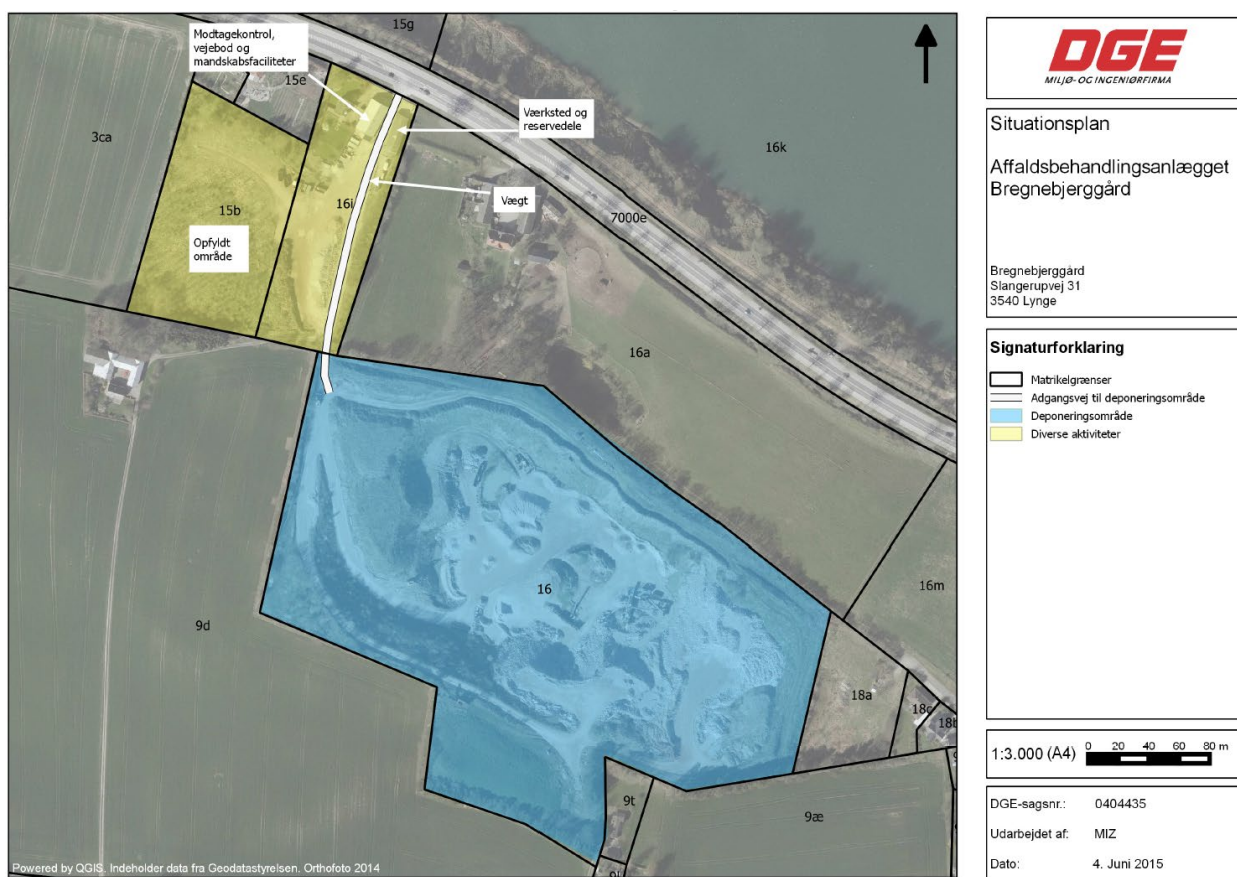 15g
Modtagekontrol,
vejebod og
mandskabsfaciliteter
15e
Værksted og
reservedele
3ca
16k
16i
Vægt
15b
7000e
Opfyldt
område
16a
16
16m
9d
18a
18c
18b
9t
9æ
Powered by QGIS. Indeholder data fra Geodatastyrelsen. Orthofoto 2014
DGE
MILJØ- OG INGENIØRFIRMA
Situationsplan
Affaldsbehandlingsanlægget
Bregnebjerggård
Bregnebjerggård
Slangerupvej 31
3540 Lynge
Signaturforklaring
Matrikelgrænser
Adgangsvej til deponeringsområde
Deponeringsområde
Diverse aktiviteter
1:3.000 (A4) 0 20 40 60 80 m
DGE-sagsnr.: 0404435
Udarbejdet af: MIZ
Dato: 4. Juni 2015